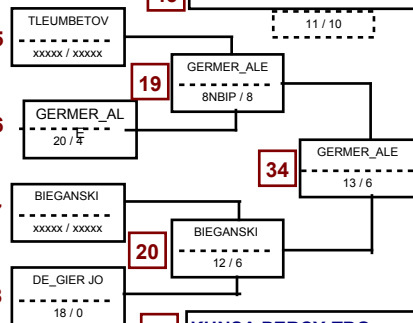 11 / 10
TLEUMBETOV
xxxxx / xxxxx
19
GERMER_ALE
8NBIP / 8
GERMER_AL
E
20 / 4
34
GERMER_ALE
13 / 6
BIEGANSKI
xxxxx / xxxxx
20
BIEGANSKI
12 / 6
DE_GIER JO
18 / 0